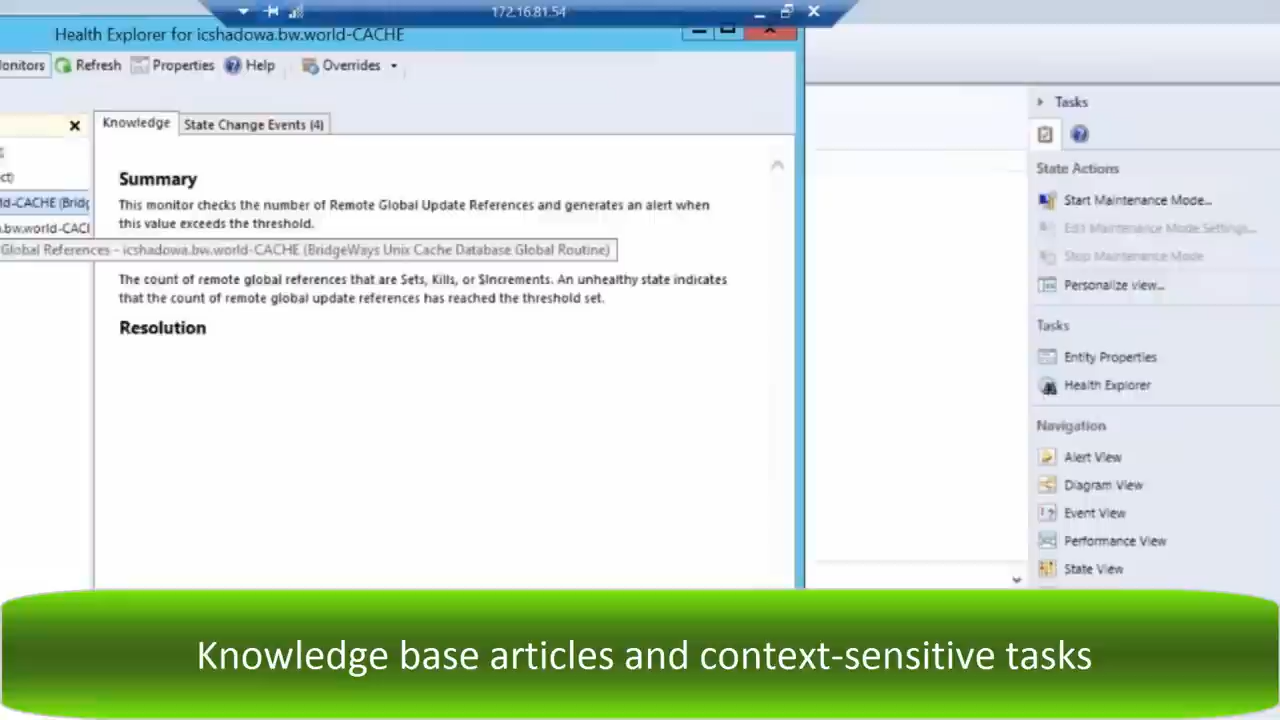 172.16.81.54
Health Explorer for icshadowa.bw.world-CACHE
Refresh
Properties
Help
Overrides
Knowledge
State Change Events (4)
Summary
This monitor checks the number of Remote Global Update References and generates an alert when
this value exceeds the threshold.
Global References - icshadowa.bw.world-CACHE (BridgeWays Unix Cache Database Global Routine)
The count of remote global references that are Sets, Kills, or $Increments. An unhealthy state indicates
that the count of remote global update references has reached the threshold set.
Resolution
Tasks
State Actions
Start Maintenance Mode...
Edit Maintenance Mode Settings...
Stop Maintenance Mode
Personalize view...
Tasks
Entity Properties
Health Explorer
Navigation
Alert View
Diagram View
Event View
Performance View
State View
Knowledge base articles and context-sensitive tasks